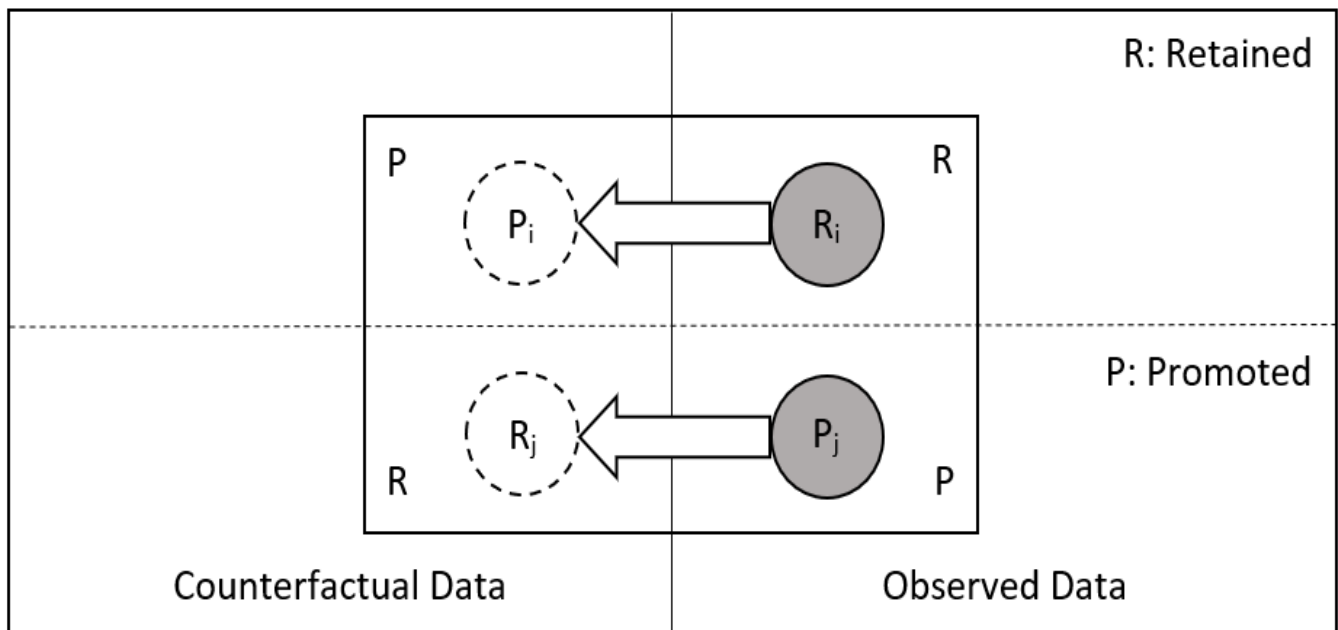 R: Retained
P
R
Pᵢ
Rᵢ
P: Promoted
Rⱼ
Pⱼ
R
P
Counterfactual Data
Observed Data